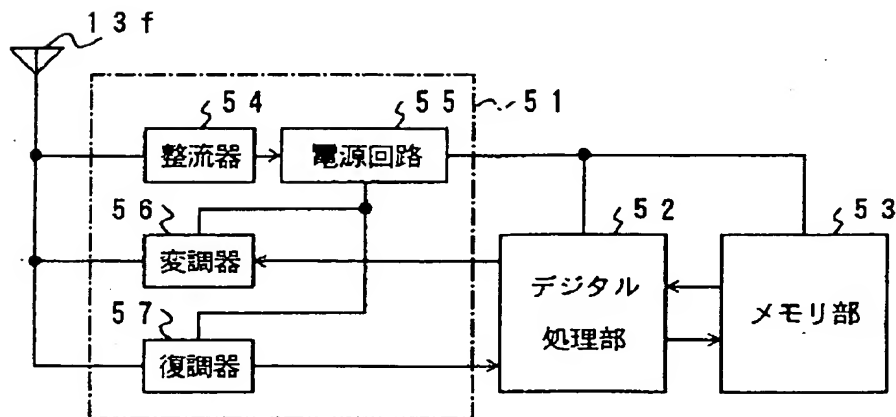 13f
54
55
51
整流器
電源回路
56
52
53
変調器
デジタル
処理部
メモリ部
57
復調器